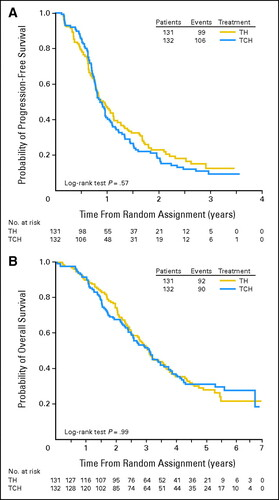 A
Patients Events Treatment
131 99 TH
132 106 TCH
Probability of Progression-Free Survival
1.0
0.8
0.6
0.4
0.2
Log-rank test P = .57
0 1 2 3 4
Time From Random Assignment (years)
No. at risk
TH 131 98 55 37 21 12 5 0 0
TCH 132 106 48 31 19 12 6 1 0
B
Patients Events Treatment
131 92 TH
132 90 TCH
Probability of Overall Survival
1.0
0.8
0.6
0.4
0.2
Log-rank test P = .99
0 1 2 3 4 5 6 7
Time From Random Assignment (years)
No. at risk
TH 131 127 116 107 95 76 64 52 41 36 21 9 6 3 0
TCH 132 128 120 102 85 74 64 51 44 35 24 17 10 4 0